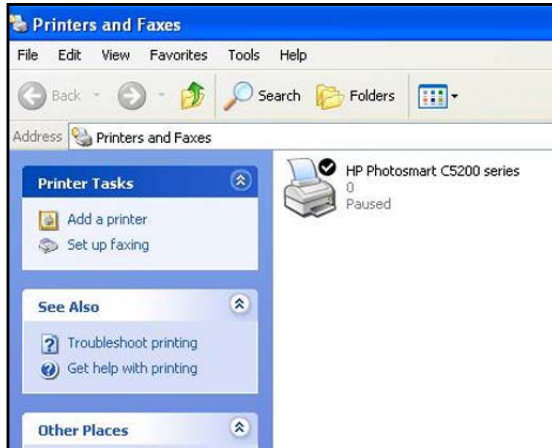 Printers and Faxes
File Edit View Favorites Tools Help
Back Search Folders
Address Printers and Faxes
Printer Tasks
Add a printer
Set up faxing
See Also
Troubleshoot printing
Get help with printing
Other Places
HP Photosmart C5200 series
0
Paused